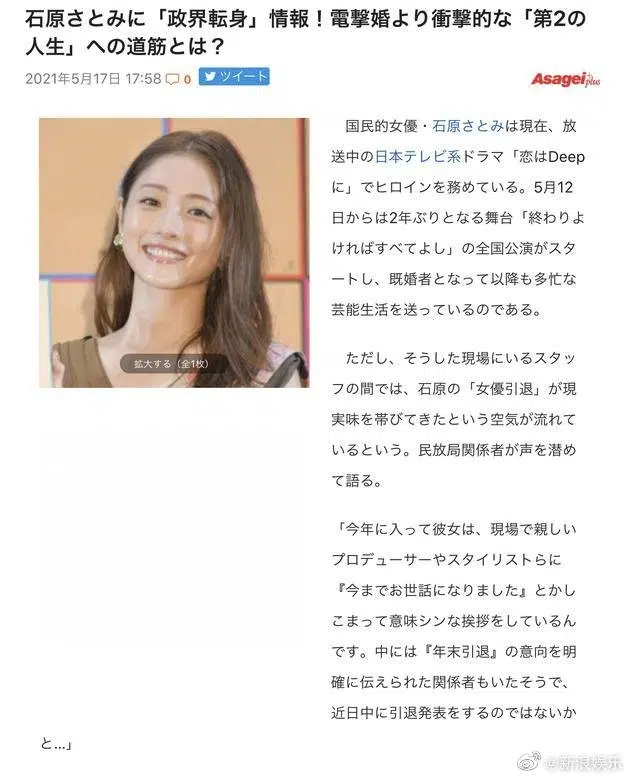 石原さとみに「政界転身」情報！電撃婚より衝撃的な「第2の
人生」への道筋とは？
2021年5月17日 17:58 0 ツイート
Asagei plus
国民的女優・石原さとみは現在、放
送中の日本テレビ系ドラマ「恋はDeep
に」でヒロインを務めている。5月12
日からは2年ぶりとなる舞台「終わりよ
ければすべてよし」の全国公演がスタ
ートし、既婚者となって以降も多忙な
芸能生活を送っているのである。
拡大する（全1枚）
ただし、そうした現場にいるスタッ
フの間では、石原の「女優引退」が現
実味を帯びてきたという空気が流れて
いるという。民放局関係者が声を潜め
て語る。
「今年に入って彼女は、現場で親しい
プロデューサーやスタイリストらに
『今までお世話になりました』とかし
こまって意味シンな挨拶をしているん
です。中には『年末引退』の意向を明
確に伝えられた関係者もいたそうで、
近日中に引退発表をするのではないか
と…」
@新浪娱乐